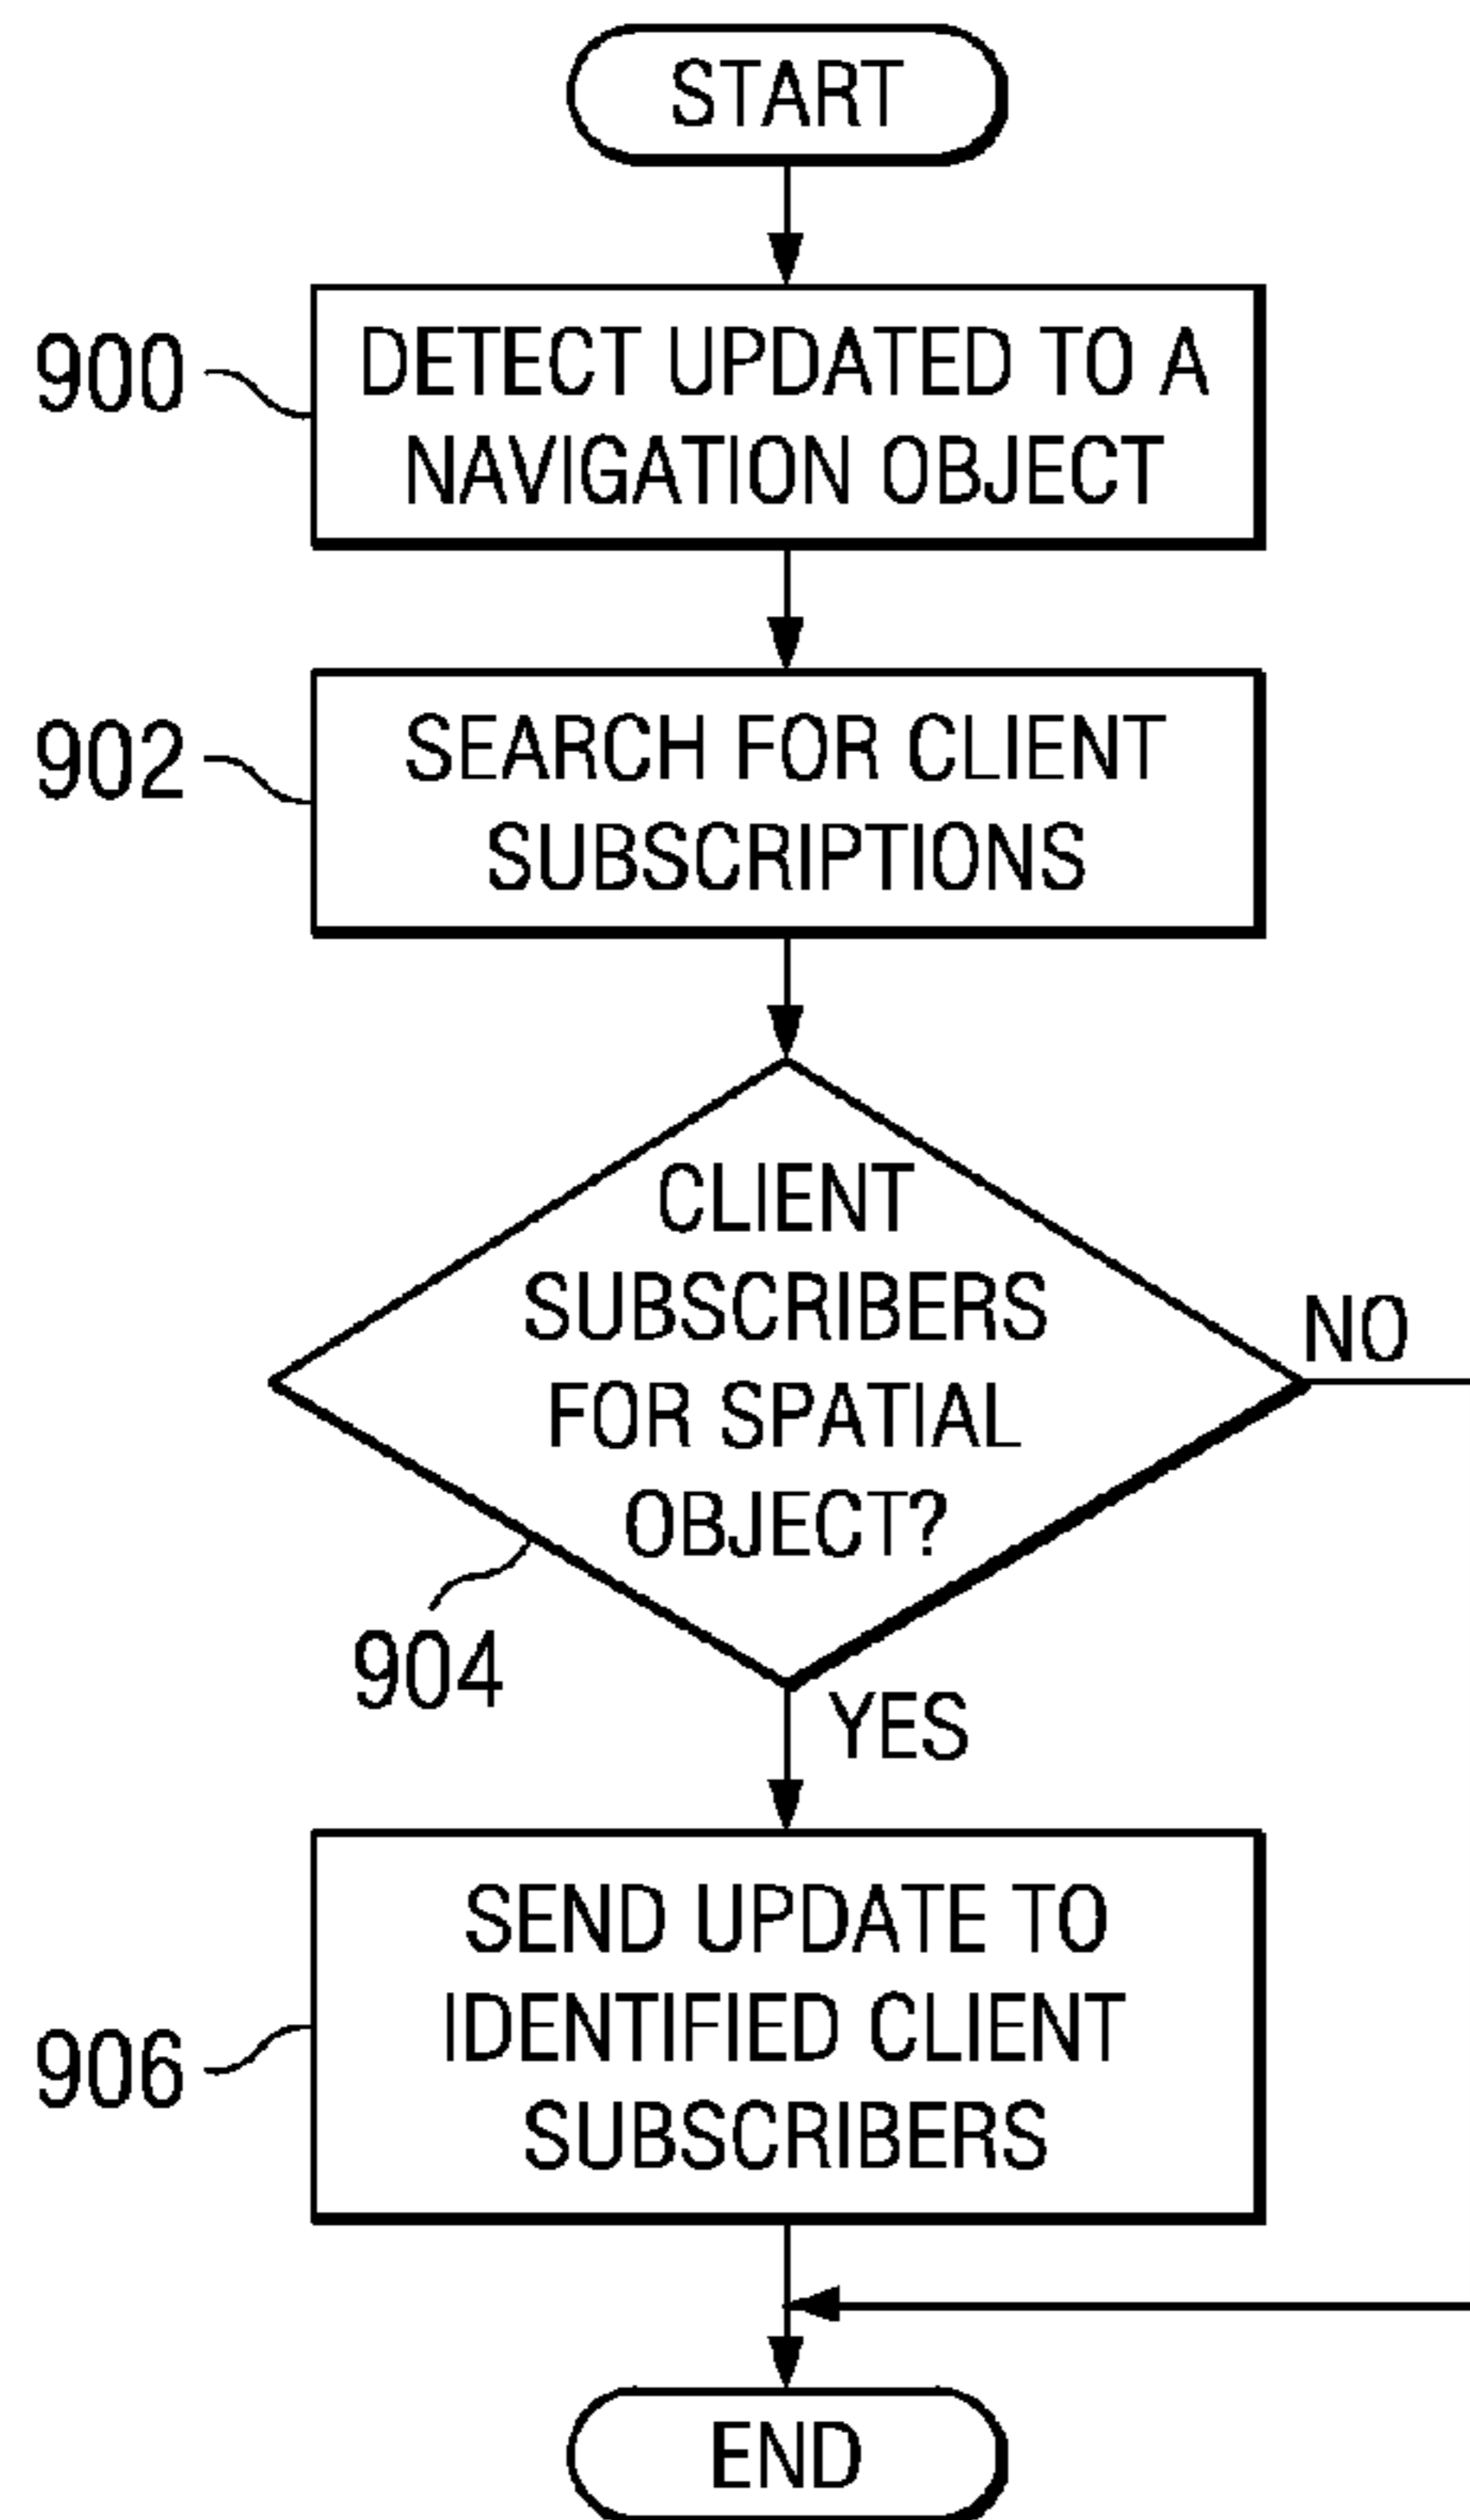 START
900
DETECT UPDATED TO A
NAVIGATION OBJECT
902
SEARCH FOR CLIENT
SUBSCRIPTIONS
CLIENT
SUBSCRIBERS
FOR SPATIAL
OBJECT?
NO
904
YES
906
SEND UPDATE TO
IDENTIFIED CLIENT
SUBSCRIBERS
END